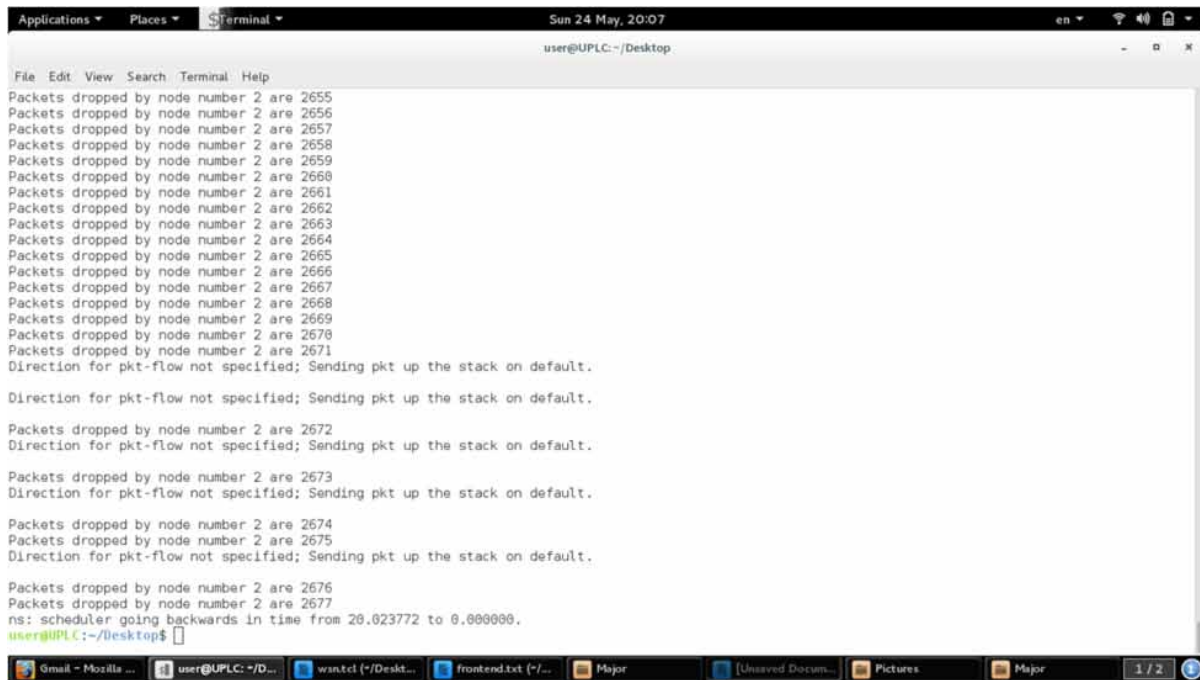 Applications Places Terminal Sun 24 May, 20:07 en
user@UPLC:~/Desktop
File Edit View Search Terminal Help
Packets dropped by node number 2 are 2655
Packets dropped by node number 2 are 2656
Packets dropped by node number 2 are 2657
Packets dropped by node number 2 are 2658
Packets dropped by node number 2 are 2659
Packets dropped by node number 2 are 2660
Packets dropped by node number 2 are 2661
Packets dropped by node number 2 are 2662
Packets dropped by node number 2 are 2663
Packets dropped by node number 2 are 2664
Packets dropped by node number 2 are 2665
Packets dropped by node number 2 are 2666
Packets dropped by node number 2 are 2667
Packets dropped by node number 2 are 2668
Packets dropped by node number 2 are 2669
Packets dropped by node number 2 are 2670
Packets dropped by node number 2 are 2671
Direction for pkt-flow not specified; Sending pkt up the stack on default.
Direction for pkt-flow not specified; Sending pkt up the stack on default.
Packets dropped by node number 2 are 2672
Direction for pkt-flow not specified; Sending pkt up the stack on default.
Packets dropped by node number 2 are 2673
Direction for pkt-flow not specified; Sending pkt up the stack on default.
Packets dropped by node number 2 are 2674
Packets dropped by node number 2 are 2675
Direction for pkt-flow not specified; Sending pkt up the stack on default.
Packets dropped by node number 2 are 2676
Packets dropped by node number 2 are 2677
ns: scheduler going backwards in time from 20.023772 to 0.000000.
user@UPLC:~/Desktop$
Gmail - Mozilla ... user@UPLC: ~/D... wsn.tcl (~/Deskt... frontend.txt (~/... Major [Unsaved Docum... Pictures Major 1 / 2